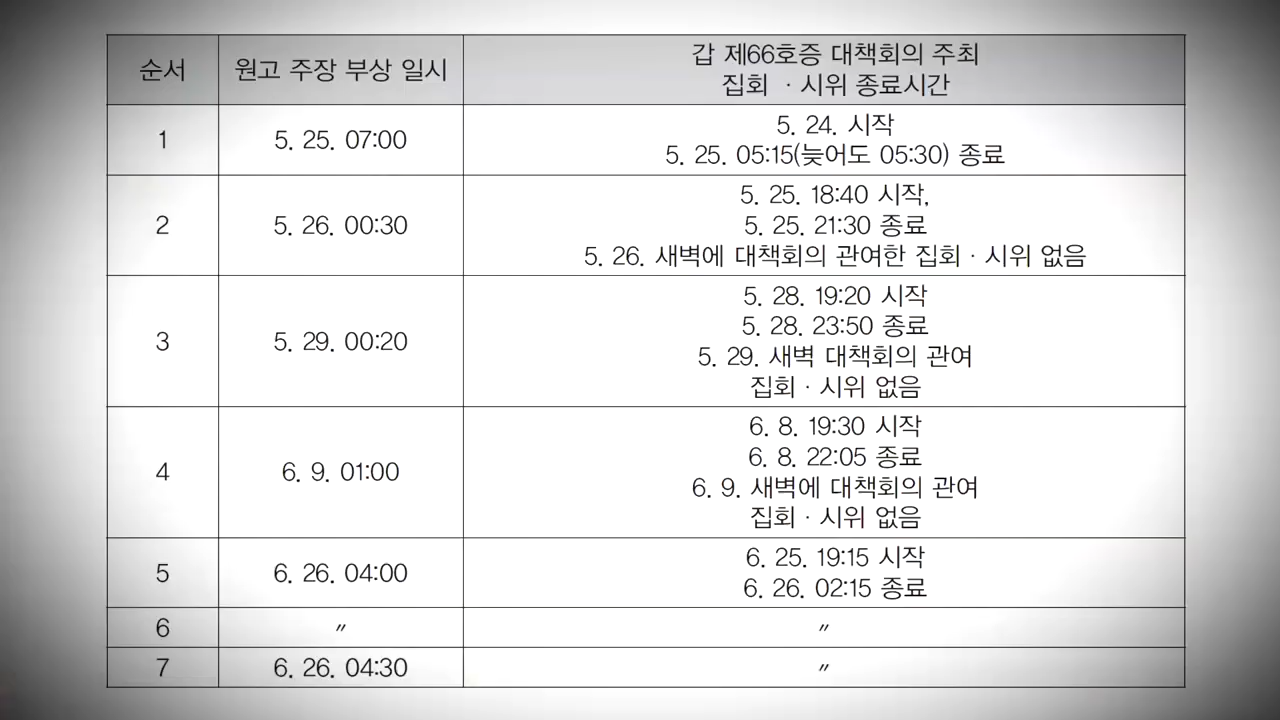 순서 원고 주장 부상 일시 갑 제66호증 대책회의 주최
집회 · 시위 종료시간
1 5. 25. 07:00 5. 24. 시작
5. 25. 05:15(늦어도 05:30) 종료
2 5. 26. 00:30 5. 25. 18:40 시작,
5. 25. 21:30 종료
5. 26. 새벽에 대책회의 관여한 집회 · 시위 없음
3 5. 29. 00:20 5. 28. 19:20 시작
5. 28. 23:50 종료
5. 29. 새벽 대책회의 관여
집회 · 시위 없음
4 6. 9. 01:00 6. 8. 19:30 시작
6. 8. 22:05 종료
6. 9. 새벽에 대책회의 관여
집회 · 시위 없음
5 6. 26. 04:00 6. 25. 19:15 시작
6. 26. 02:15 종료
6 〃 〃
7 6. 26. 04:30 〃